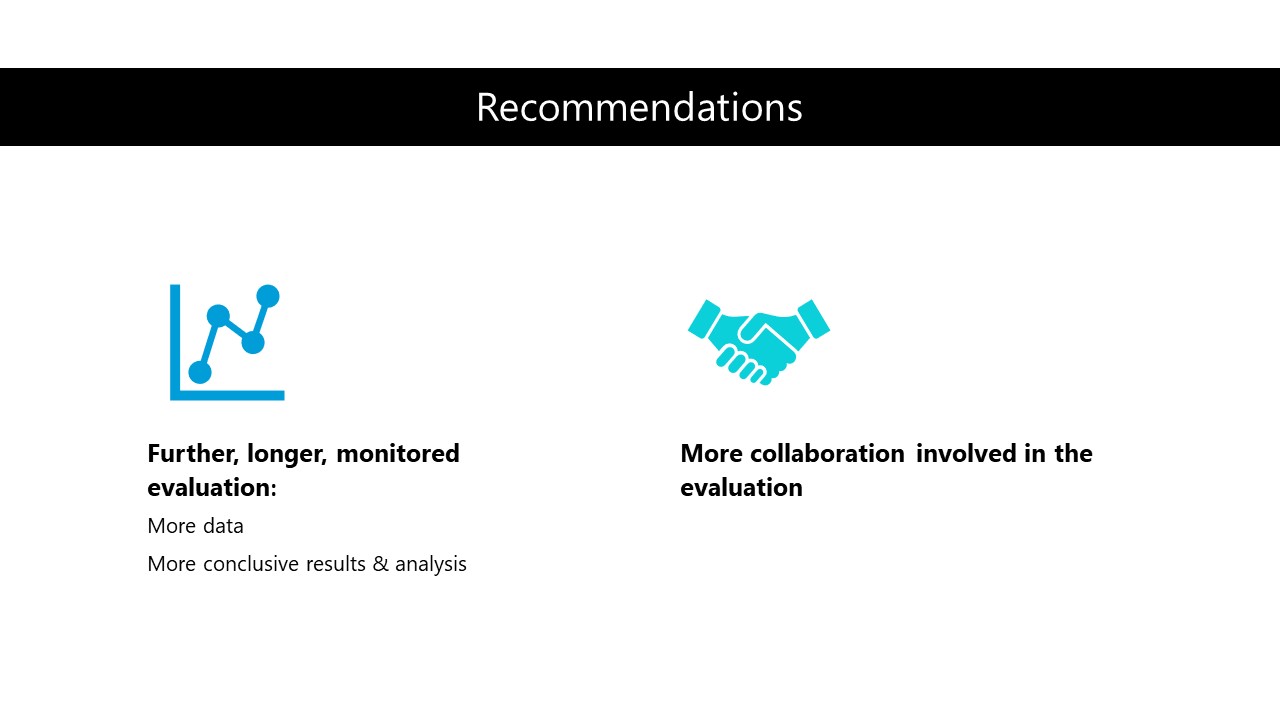 Recommendations
Further, longer, monitored
evaluation:
More data
More conclusive results & analysis
More collaboration involved in the
evaluation